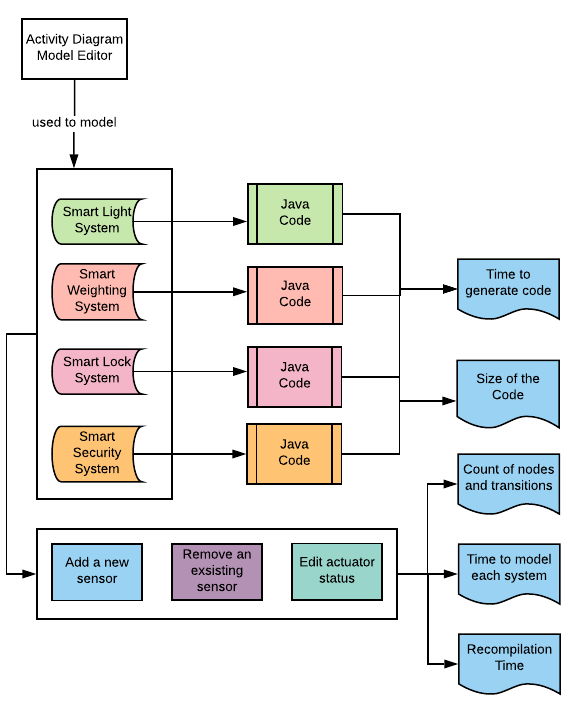 Activity Diagram
Model Editor
used to model
Smart Light
System
Java
Code
Smart
Weighting
System
Java
Code
Time to
generate code
Smart Lock
System
Java
Code
Size of the
Code
Smart
Security
System
Java
Code
Count of nodes
and transitions
Add a new
sensor
Remove an
exsisting
sensor
Edit actuator
status
Time to model
each system
Recompilation
Time